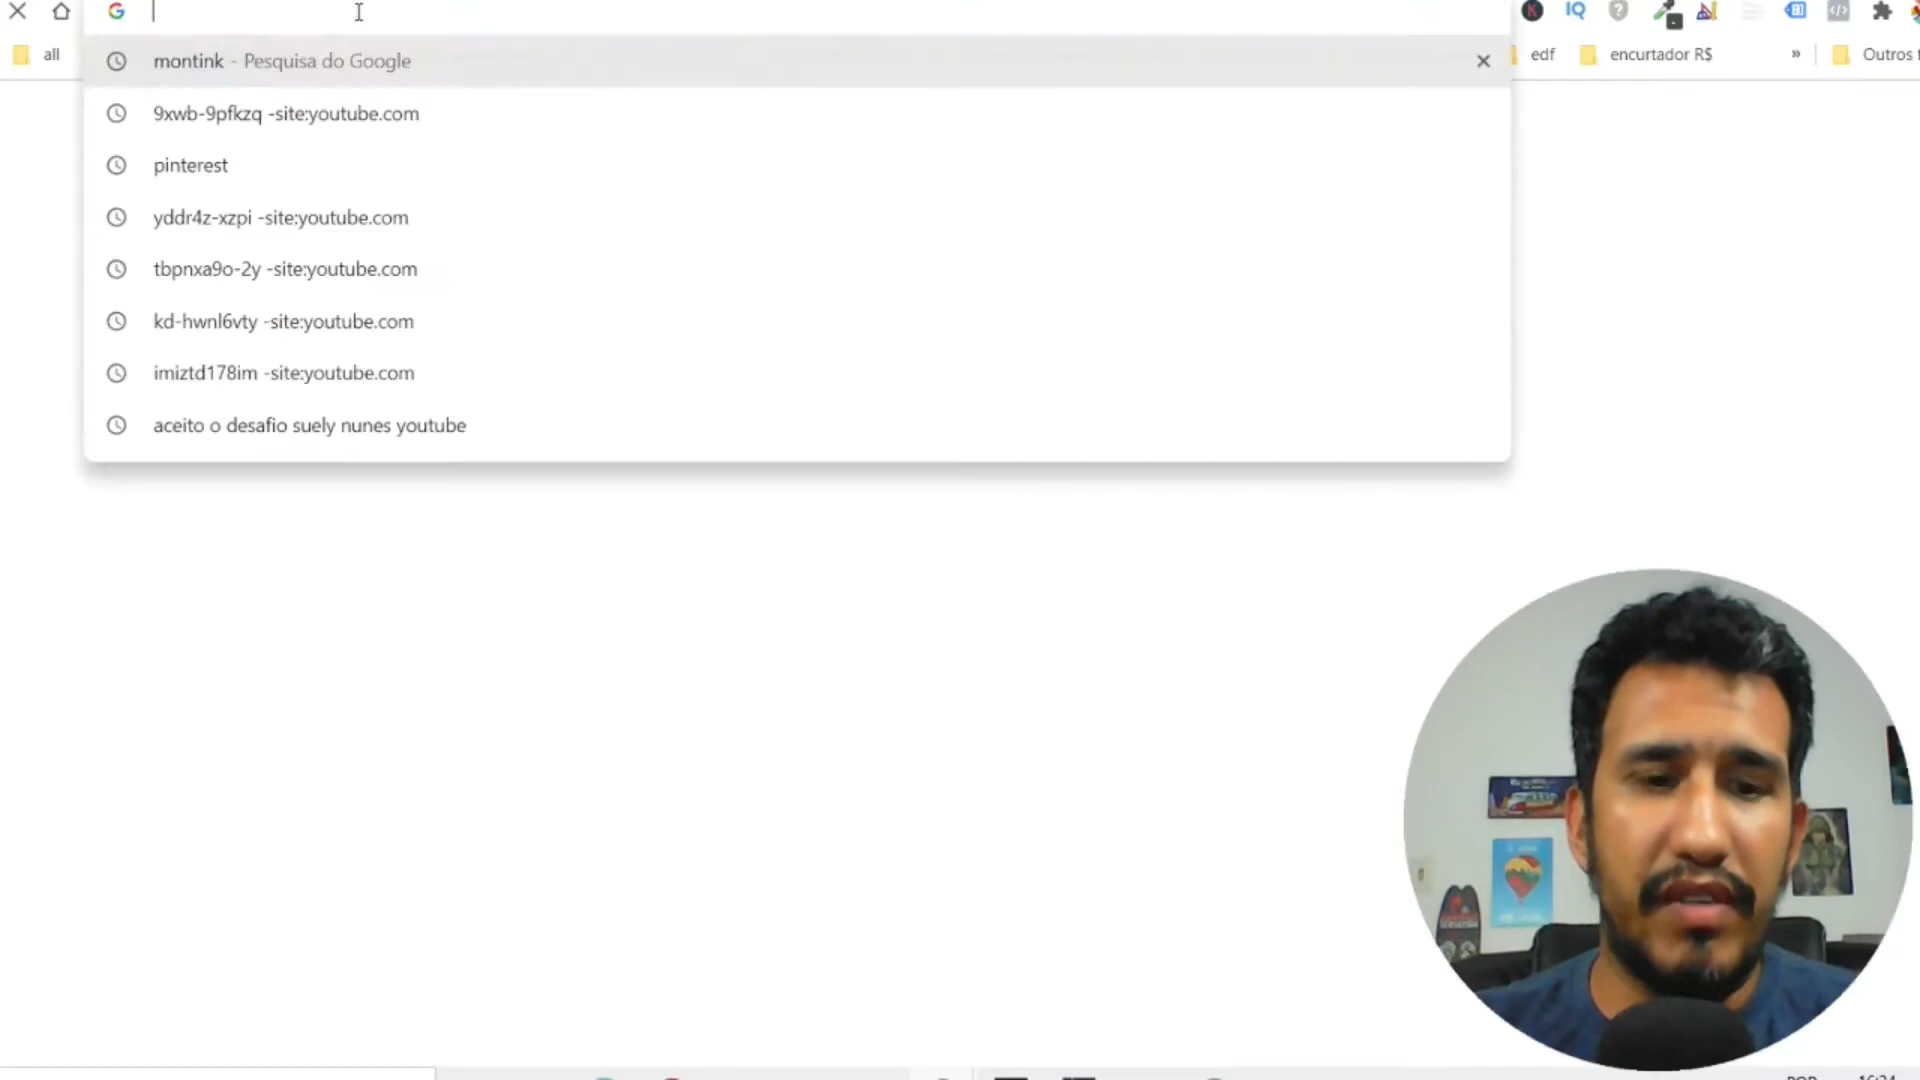 all
edf
encurtador R$
»
Outros
montink - Pesquisa do Google
9xwb-9pfkzq -site:youtube.com
pinterest
yddr4z-xzpi -site:youtube.com
tbpnxa9o-2y -site:youtube.com
kd-hwnl6vty -site:youtube.com
imiztd178im -site:youtube.com
aceito o desafio suely nunes youtube